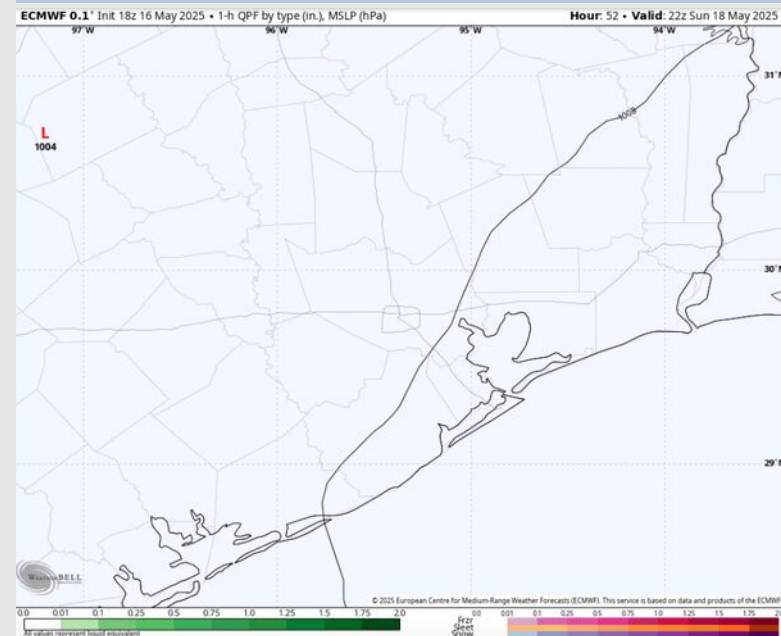 ECMWF 0.1° Init 18z 16 May 2025 • 1-h QPF by type (in.), MSLP (hPa) Hour: 52 • Valid: 22z Sun 18 May 2025
97°W 96°W 95°W 94°W
31°N
1008
L
1004
30°N
29°N
WeatherBELL
© 2025 European Centre for Medium-Range Weather Forecasts (ECMWF). This service is based on data and products of the ECMWF
0.0 0.01 0.1 0.25 0.5 0.75 1.0 1.25 1.5 1.75 2.0 0.0 0.01 0.1 0.25 0.5 0.75 1.0 1.25 1.5 1.75 2.0
Frzr
Sleet
Snow
All values represent liquid equivalent